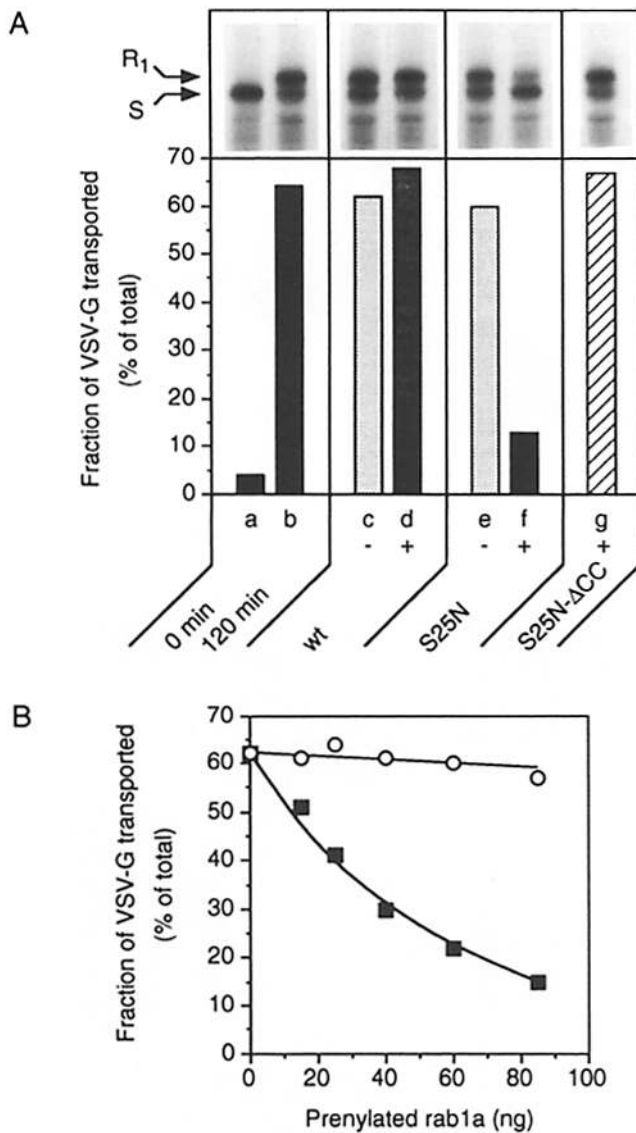 A
R1
S
70
60
50
40
30
20
10
0
Fraction of VSV-G transported
(% of total)
a b c d e f g
- + - + +
0 min
120 min
wt
S25N
S25N-ΔCC
B
70
60
50
40
30
20
10
0
Fraction of VSV-G transported
(% of total)
0 20 40 60 80 100
Prenylated rab1a (ng)